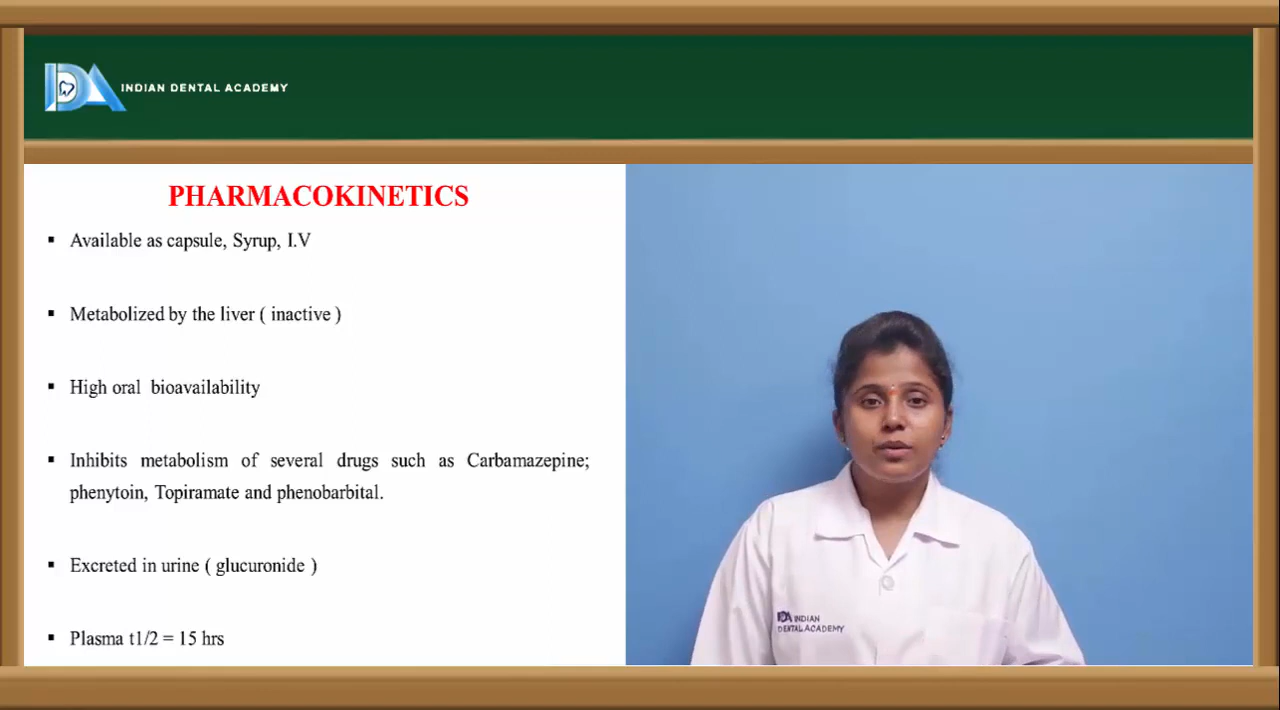 INDIAN DENTAL ACADEMY
PHARMACOKINETICS
▪ Available as capsule, Syrup, I.V
▪ Metabolized by the liver ( inactive )
▪ High oral bioavailability
▪ Inhibits metabolism of several drugs such as Carbamazepine;
phenytoin, Topiramate and phenobarbital.
▪ Excreted in urine ( glucuronide )
▪ Plasma t1/2 = 15 hrs
IDA INDIAN
DENTAL ACADEMY